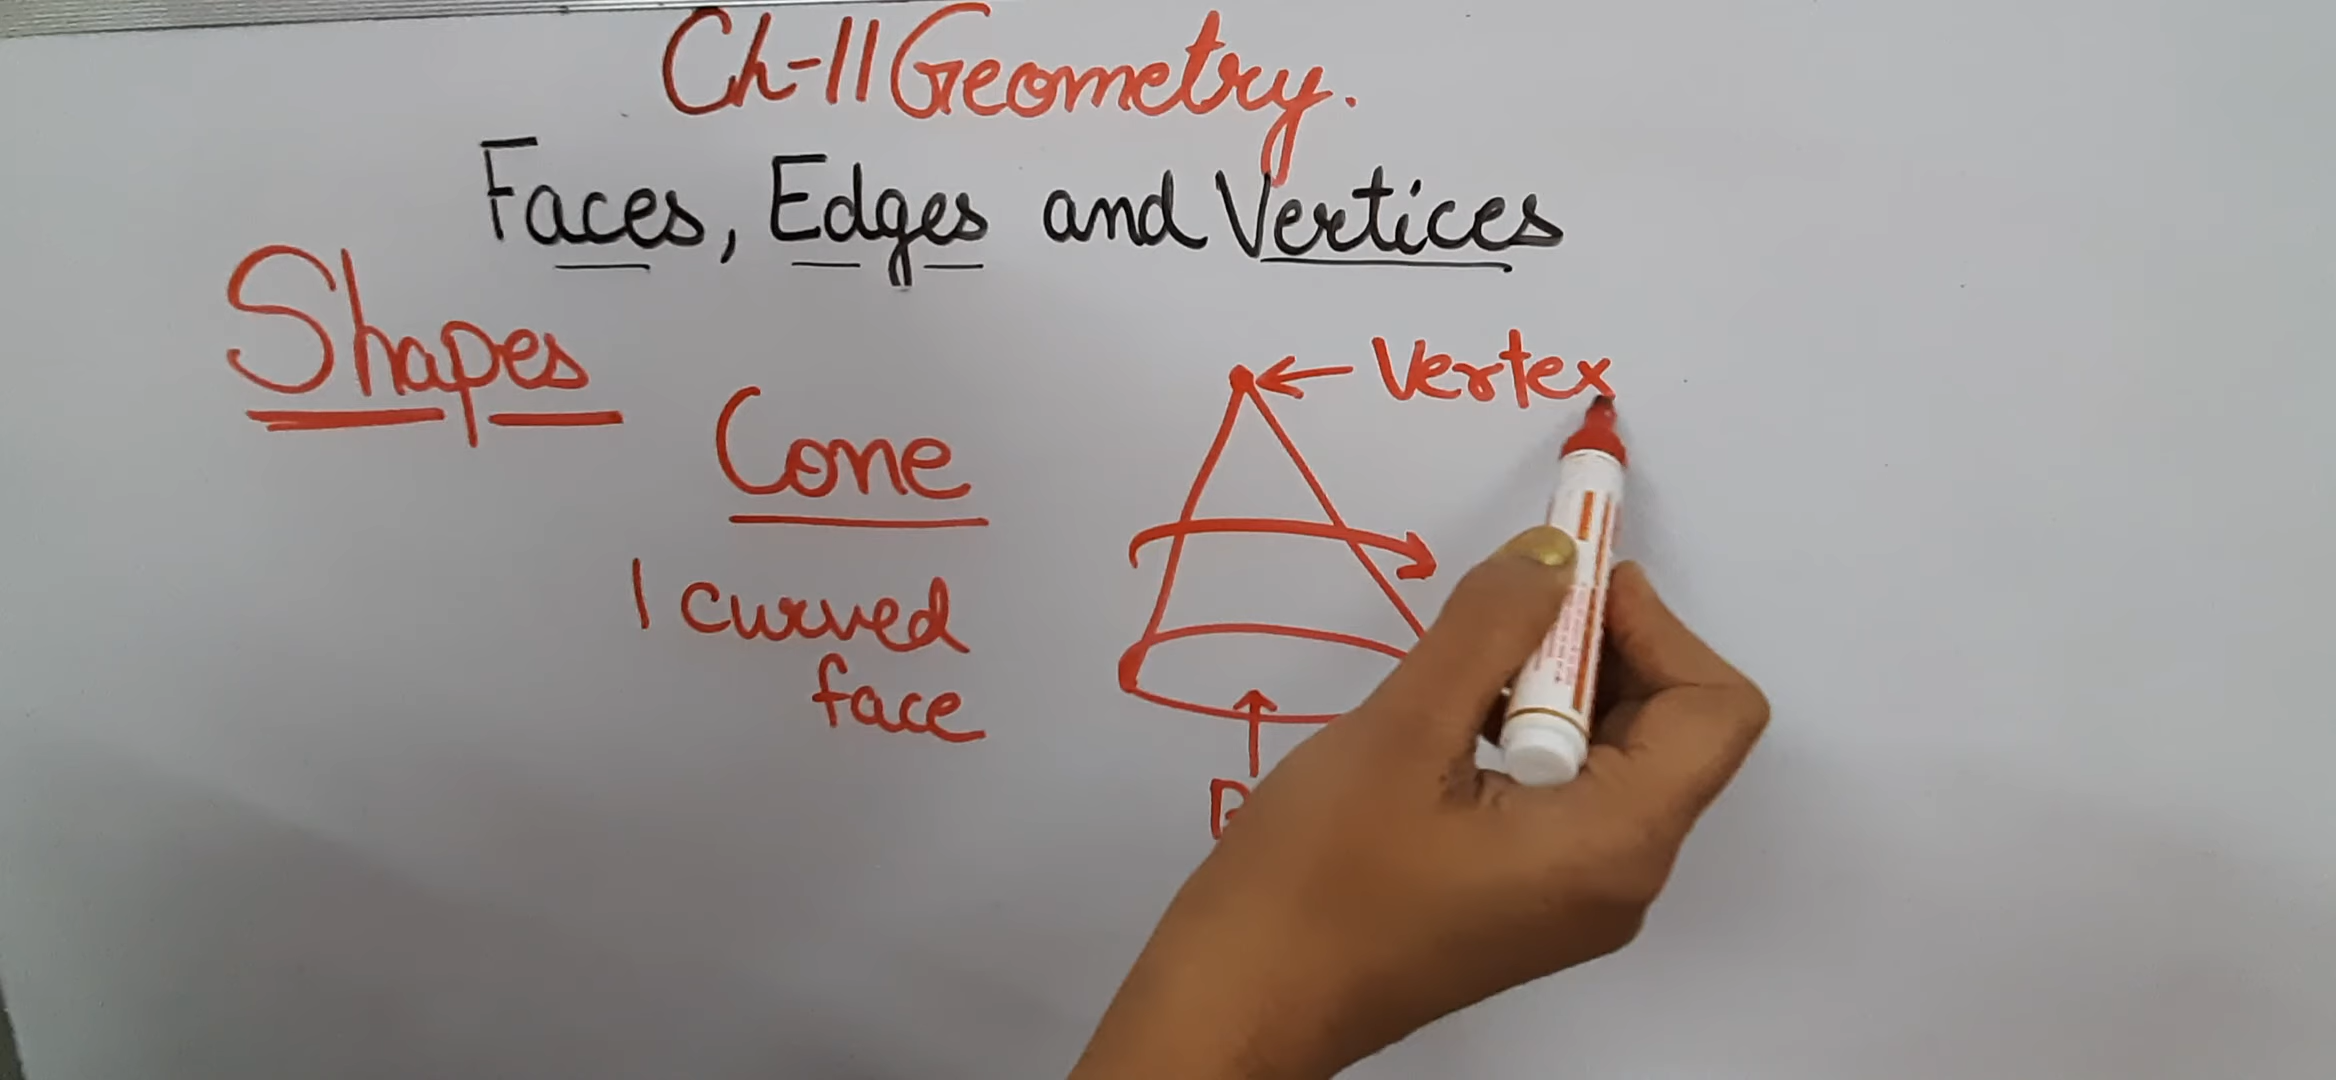 Ch-11 Geometry.
Faces, Edges and Vertices
Shapes
Vertex
Cone
1 curved
face